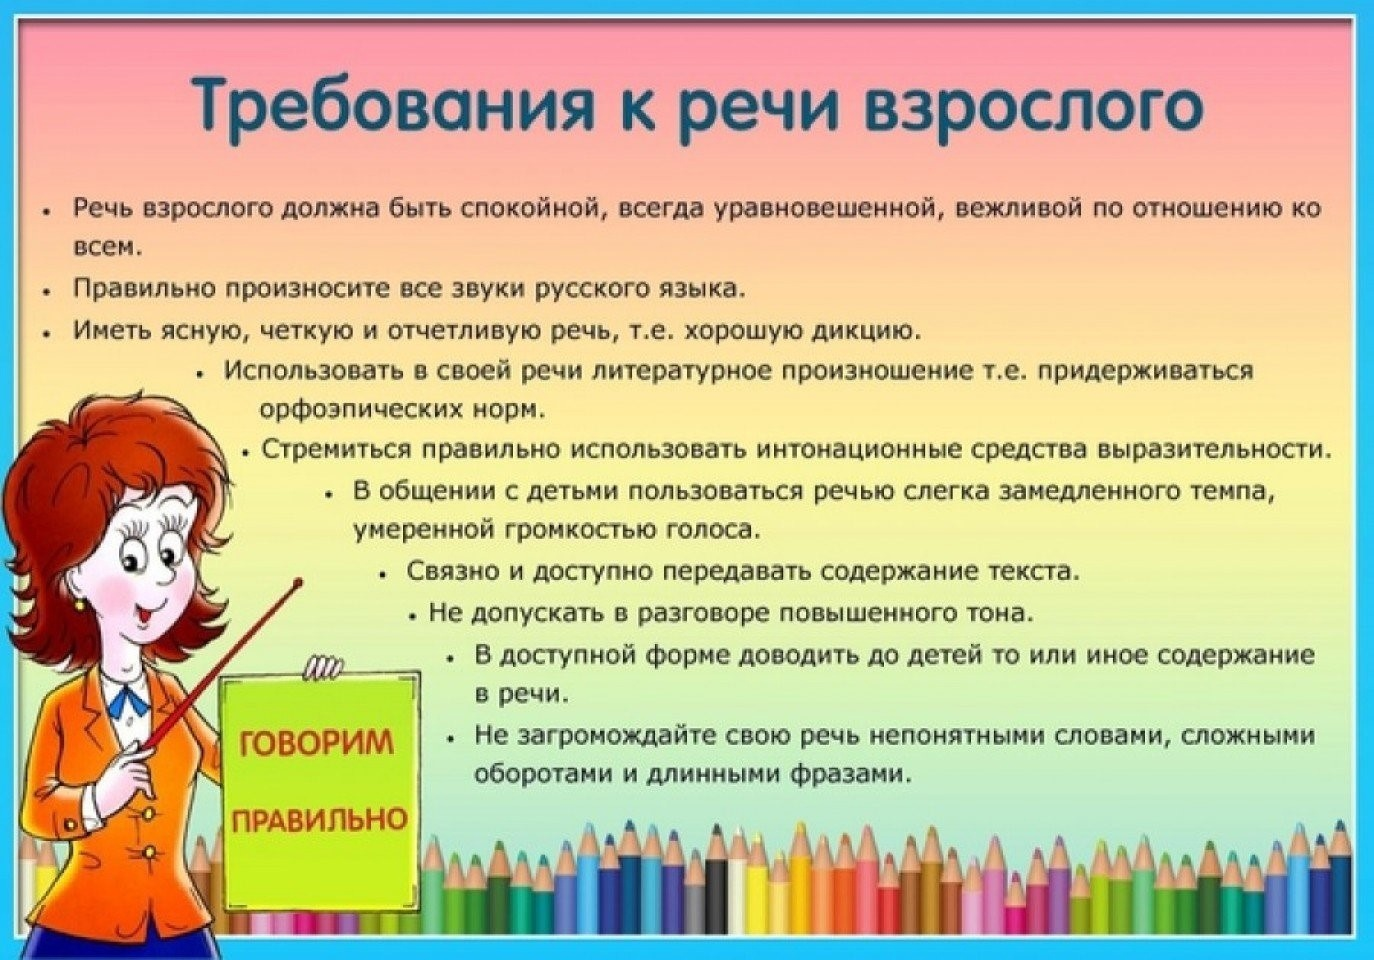 Требования к речи взрослого
• Речь взрослого должна быть спокойной, всегда уравновешенной, вежливой по отношению ко
всем.
• Правильно произносите все звуки русского языка.
• Иметь ясную, четкую и отчетливую речь, т.е. хорошую дикцию.
• Использовать в своей речи литературное произношение т.е. придерживаться
орфоэпических норм.
• Стремиться правильно использовать интонационные средства выразительности.
• В общении с детьми пользоваться речью слегка замедленного темпа,
умеренной громкостью голоса.
• Связно и доступно передавать содержание текста.
• Не допускать в разговоре повышенного тона.
• В доступной форме доводить до детей то или иное содержание
в речи.
• Не загромождайте свою речь непонятными словами, сложными
оборотами и длинными фразами.
ГОВОРИМ
ПРАВИЛЬНО